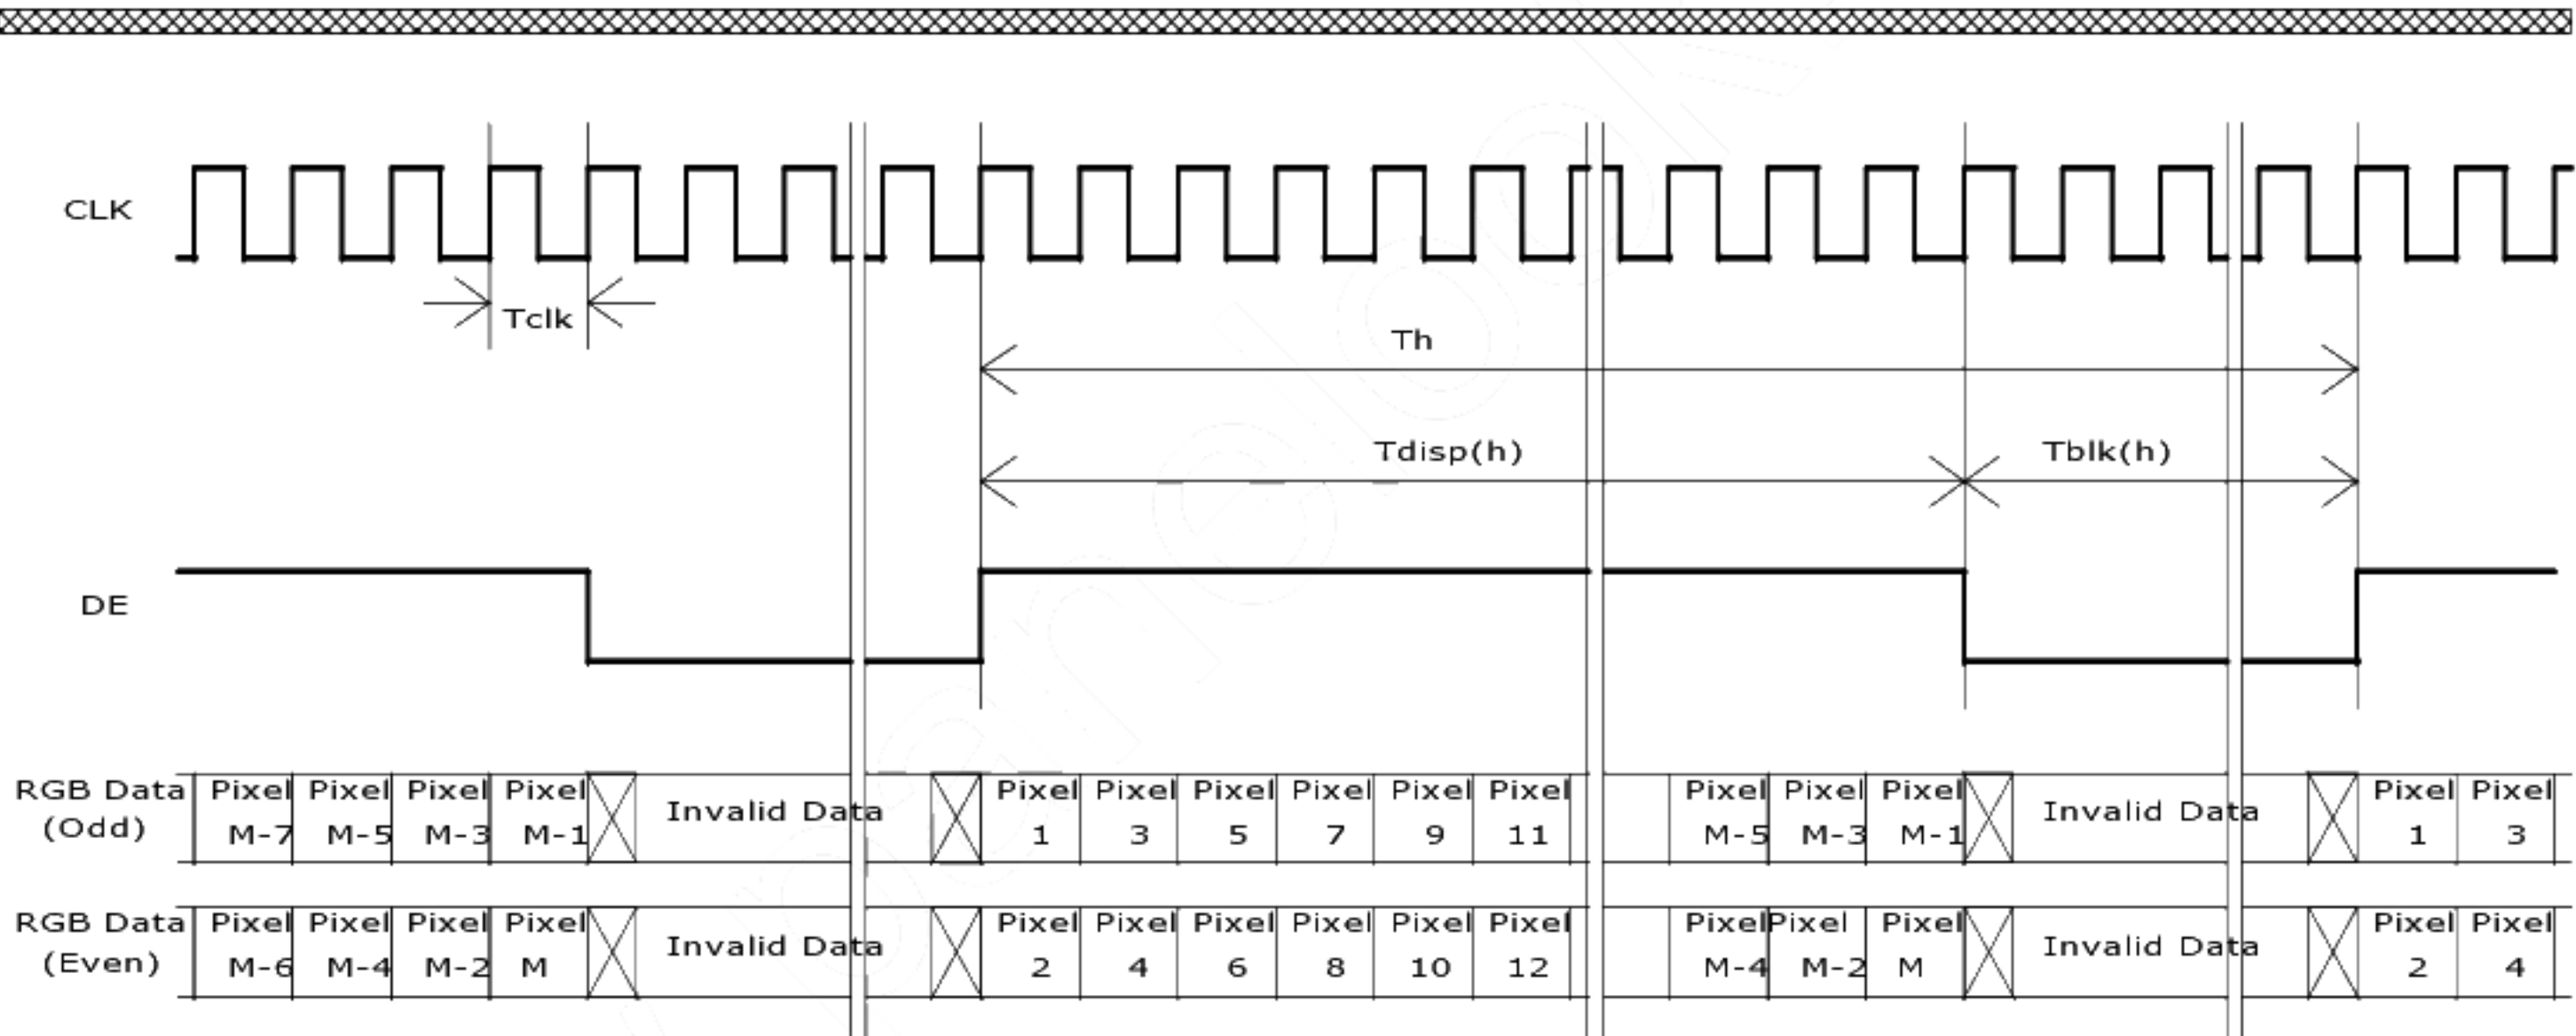 CLK
Tclk
Th
Tdisp(h)
Tblk(h)
DE
RGB Data
(Odd)
Pixel Pixel Pixel Pixel
M-7 M-5 M-3 M-1
Invalid Data
Pixel Pixel Pixel Pixel Pixel Pixel
1 3 5 7 9 11
Pixel Pixel Pixel
M-5 M-3 M-1
Invalid Data
Pixel Pixel
1 3
RGB Data
(Even)
Pixel Pixel Pixel Pixel
M-6 M-4 M-2 M
Invalid Data
Pixel Pixel Pixel Pixel Pixel Pixel
2 4 6 8 10 12
Pixel Pixel Pixel
M-4 M-2 M
Invalid Data
Pixel Pixel
2 4